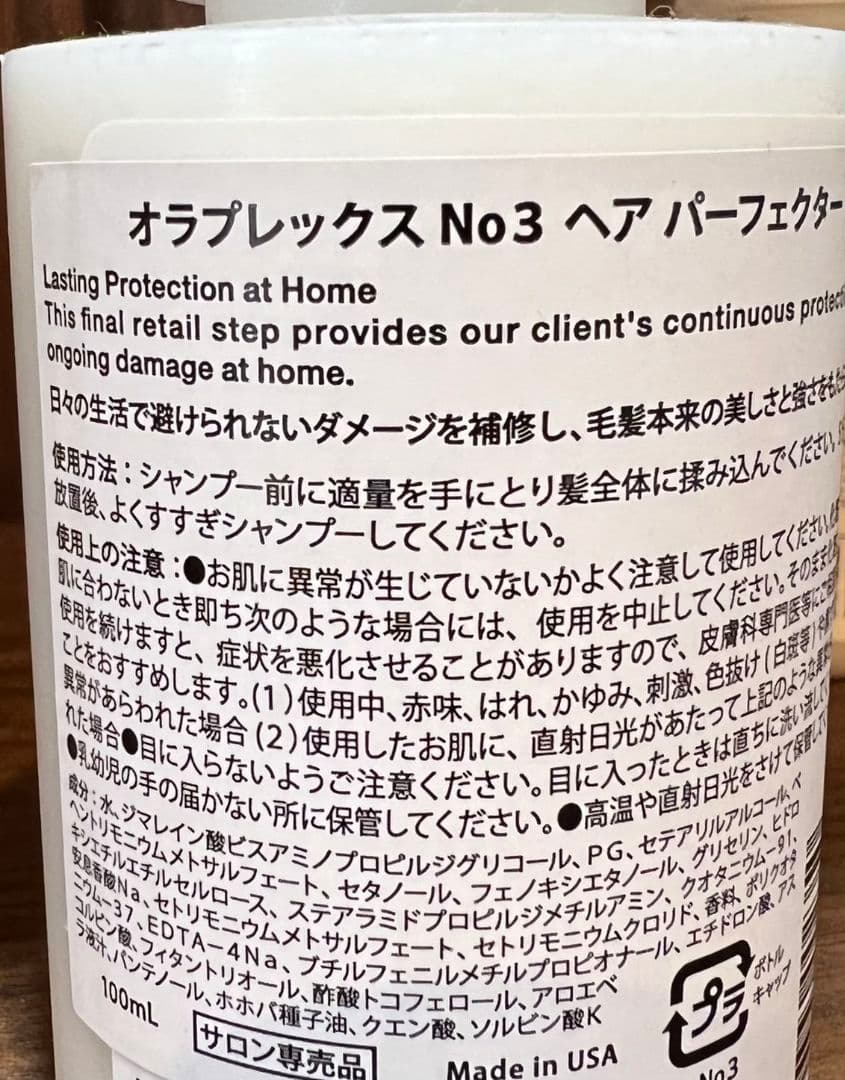 オラプレックス No3 ヘア パーフェクター
Lasting Protection at Home
This final retail step provides our client's continuous
ongoing damage at home.
日々の生活で避けられないダメージを補修し、毛髪本来の美しさと強さをもたら
使用方法：シャンプー前に適量を手にとり髪全体に揉み込んでください。
放置後、よくすすぎシャンプーしてください。
使用上の注意：●お肌に異常が生じていないかよく注意して使用してください。
肌に合わないとき即ち次のような場合には、使用を中止してください。そのまま
使用を続けますと、症状を悪化させることがありますので、皮膚科専門医等にご
ことをおすすめします。(1)使用中、赤味、はれ、かゆみ、刺激、色抜け(白斑等)や
異常があらわれた場合(2)使用したお肌に、直射日光があたって上記のような異常
れた場合●目に入らないようご注意ください。目に入ったときは直ちに洗い流して
●乳幼児の手の届かない所に保管してください。●高温や直射日光をさけて保管して
成分：水、ジマレイン酸ビスアミノプロピルジグリコール、PG、セテアリルアルコール、ベ
ヘントリモニウムメトサルフェート、セタノール、フェノキシエタノール、グリセリン、ヒドロ
キシエチルエチルセルロース、ステアラミドプロピルジメチルアミン、クオタニウム－91、
安息香酸Na、セトリモニウムメトサルフェート、セトリモニウムクロリド、香料、ポリクオタ
ニウム－37、EDTA－4Na、ブチルフェニルメチルプロピオナール、エチドロン酸、アス
コルビン酸、フィタントリオール、酢酸トコフェロール、アロエベ
ラ液汁、パンテノール、ホホバ種子油、クエン酸、ソルビン酸K
100mL
サロン専売品
Made in USA
プラ
ボトル
キャップ
No3